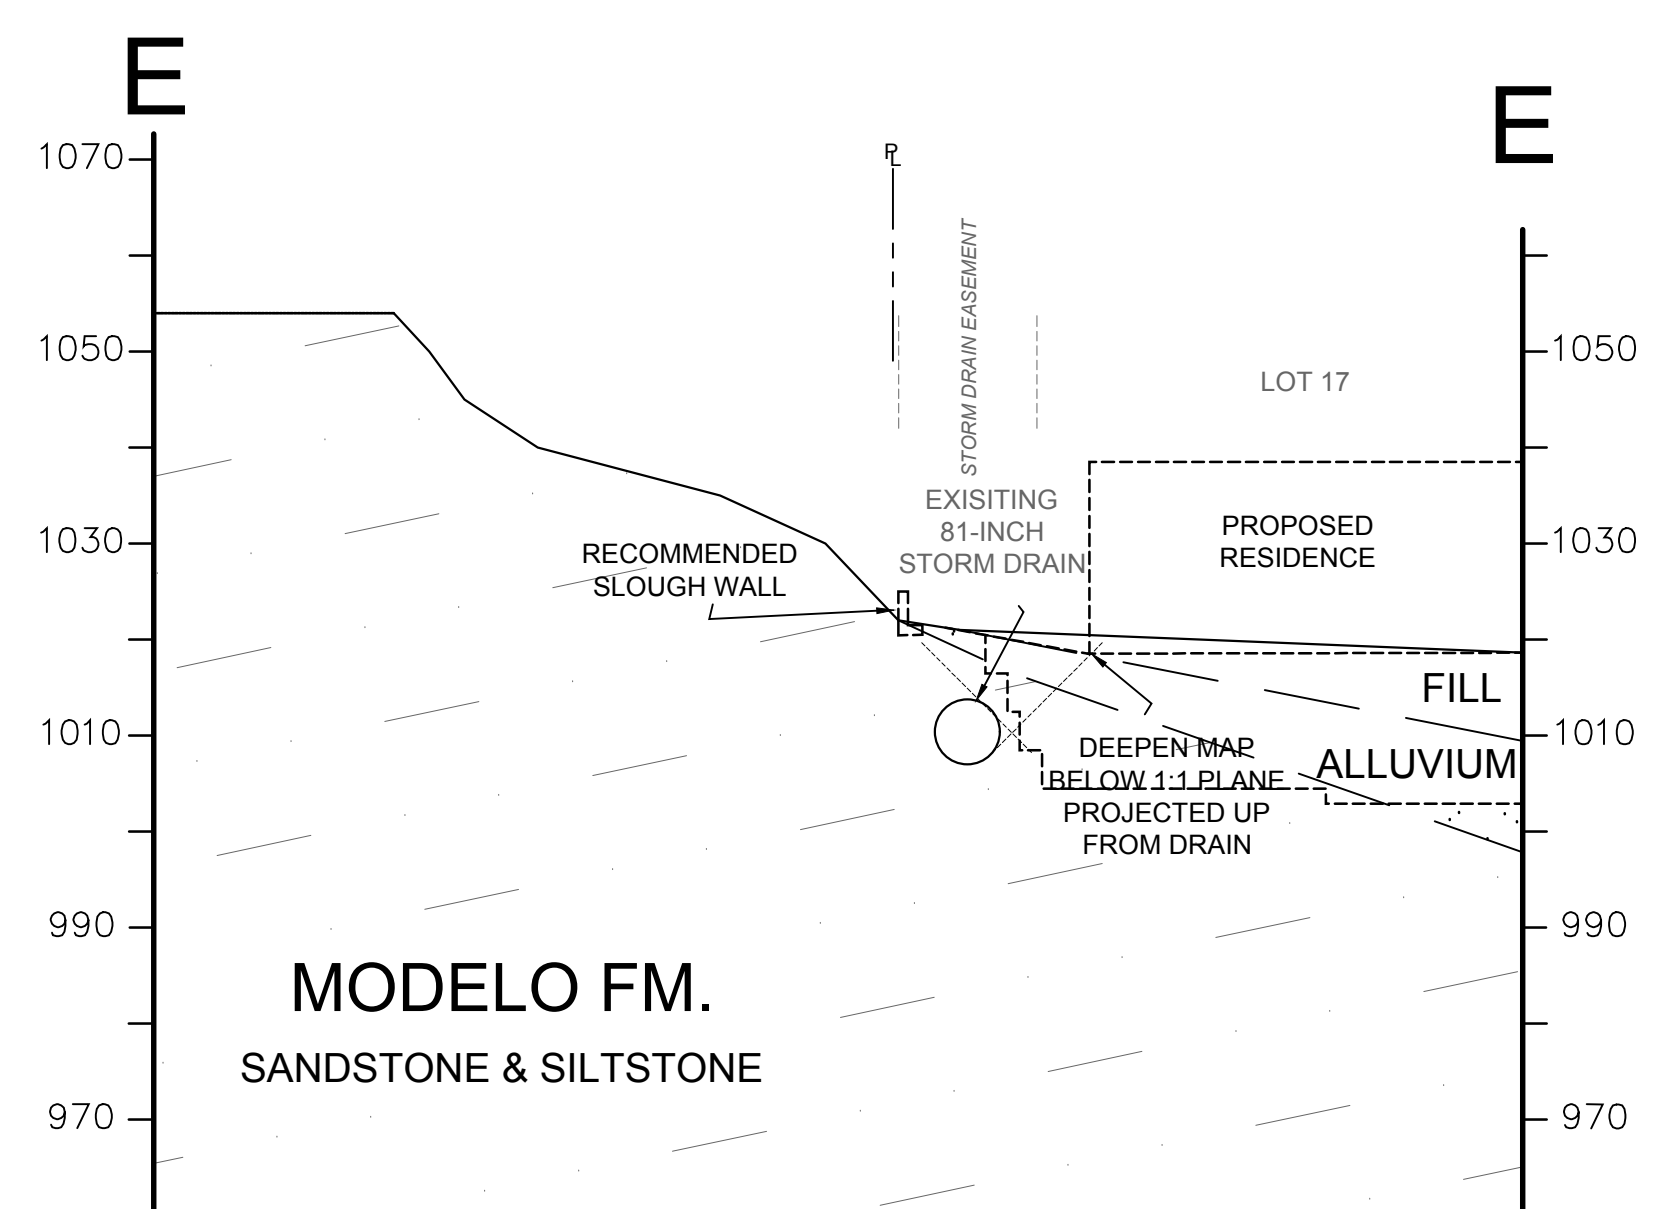 E
E
1070
PL
STORM DRAIN EASEMENT
1050
1050
LOT 17
EXISITING
81-INCH
STORM DRAIN
PROPOSED
RESIDENCE
1030
1030
RECOMMENDED
SLOUGH WALL
FILL
1010
1010
ALLUVIUM
DEEPEN MAP
BELOW 1:1 PLANE
PROJECTED UP
FROM DRAIN
990
990
MODELO FM.
SANDSTONE & SILTSTONE
970
970